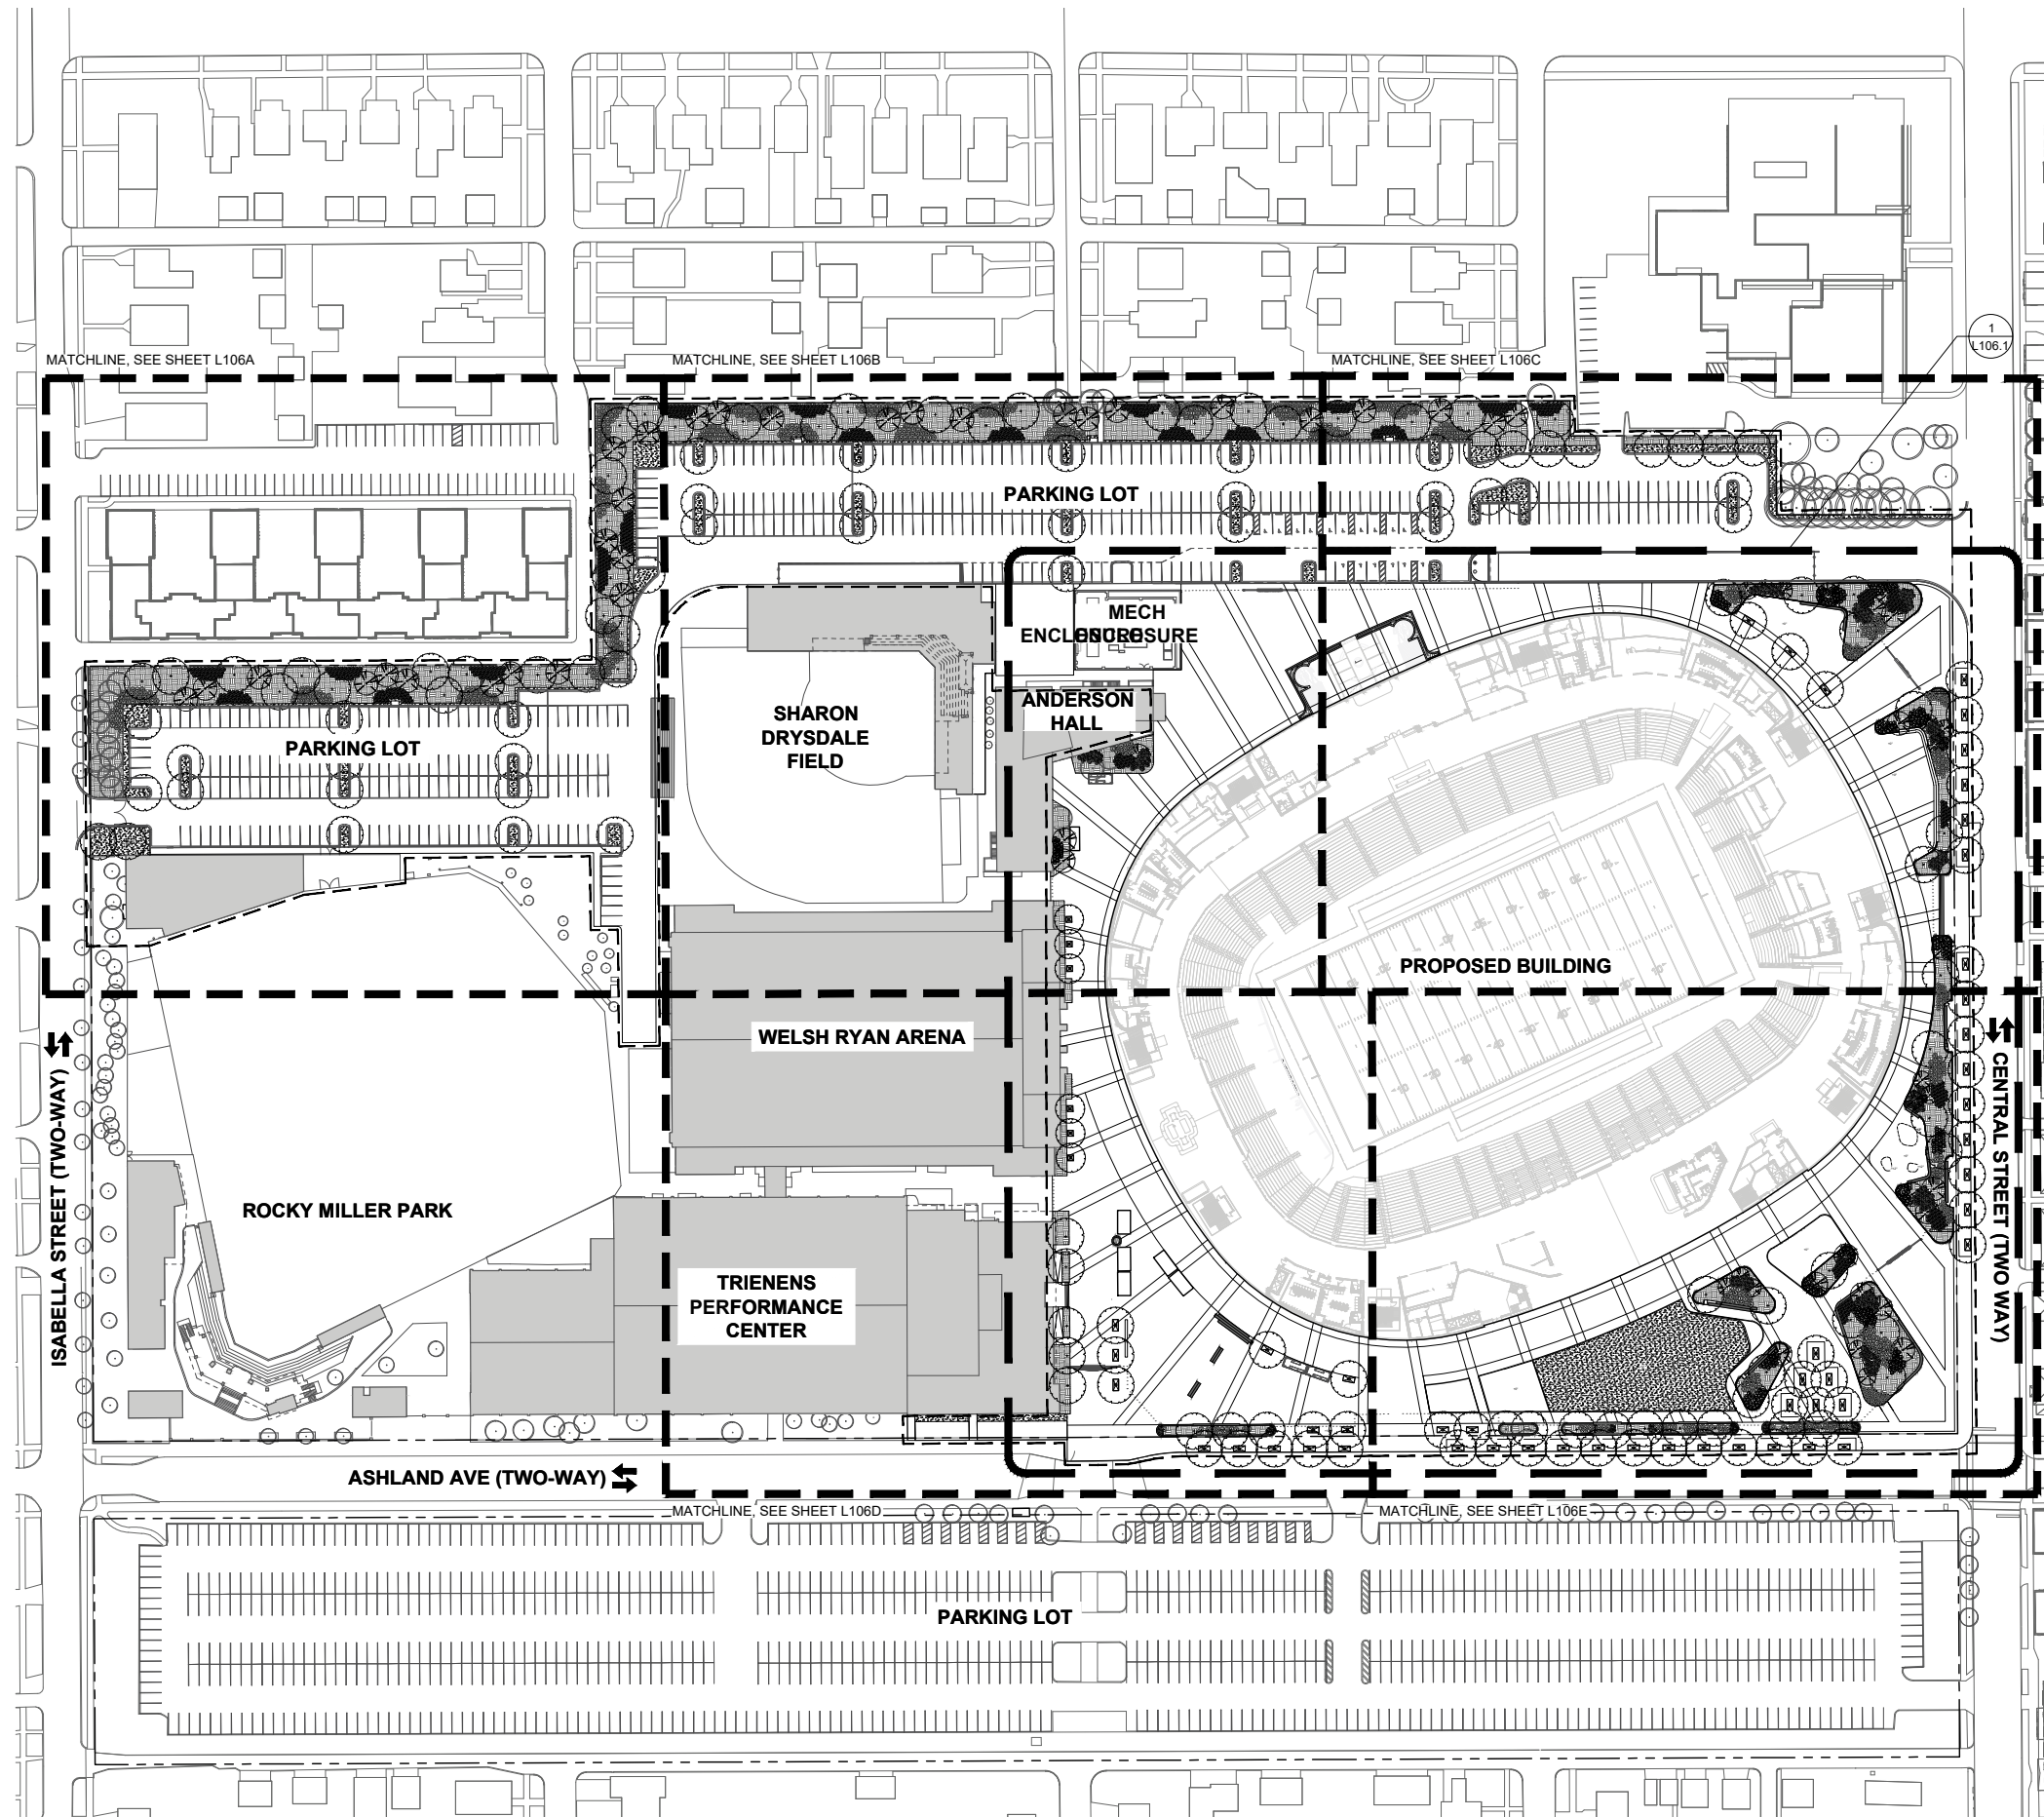 MATCHLINE, SEE SHEET L106A
MATCHLINE, SEE SHEET L106B
MATCHLINE, SEE SHEET L106C
1
L106.1
PARKING LOT
MECH
ENCLOSURE
ANDERSON
HALL
SHARON
DRYSDALE
FIELD
PARKING LOT
PROPOSED BUILDING
WELSH RYAN ARENA
ISABELLA STREET (TWO-WAY)
CENTRAL STREET (TWO WAY)
ROCKY MILLER PARK
TRIENENS
PERFORMANCE
CENTER
ASHLAND AVE (TWO-WAY)
MATCHLINE, SEE SHEET L106D
MATCHLINE, SEE SHEET L106E
PARKING LOT